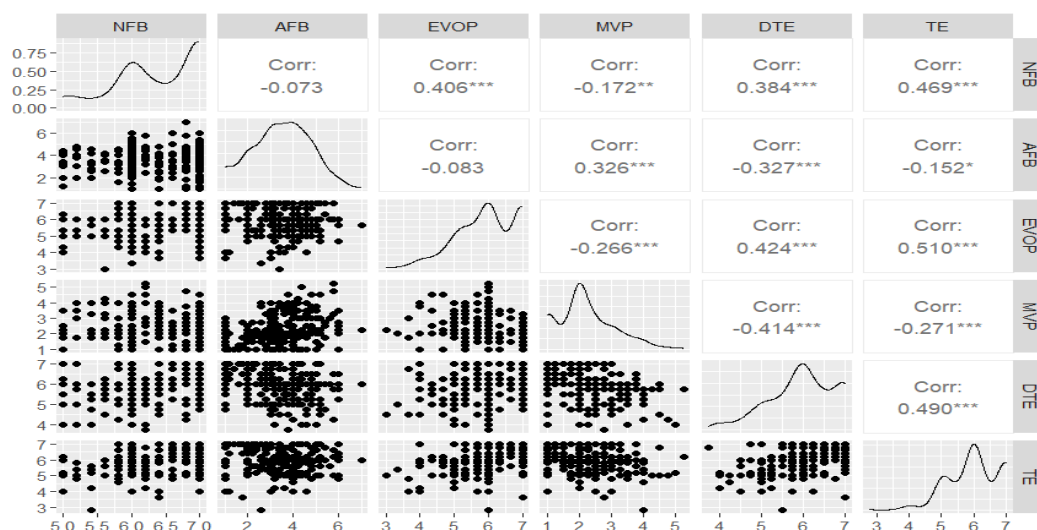 NFB AFB EVOP MVP DTE TE
0.75
0.50
0.25
0.00
Corr:
-0.073
Corr:
0.406***
Corr:
-0.172**
Corr:
0.384***
Corr:
0.469***
NFB
6
4
2
Corr:
-0.083
Corr:
0.326***
Corr:
-0.327***
Corr:
-0.152*
AFB
7
6
5
4
3
Corr:
-0.266***
Corr:
0.424***
Corr:
0.510***
EVOP
5
4
3
2
1
Corr:
-0.414***
Corr:
-0.271***
MVP
7
6
5
4
Corr:
0.490***
DTE
7
6
5
4
3
TE
5.0 5.5 6.0 6.5 7.0 2 4 6 3 4 5 6 7 1 2 3 4 5 4 5 6 7 3 4 5 6 7